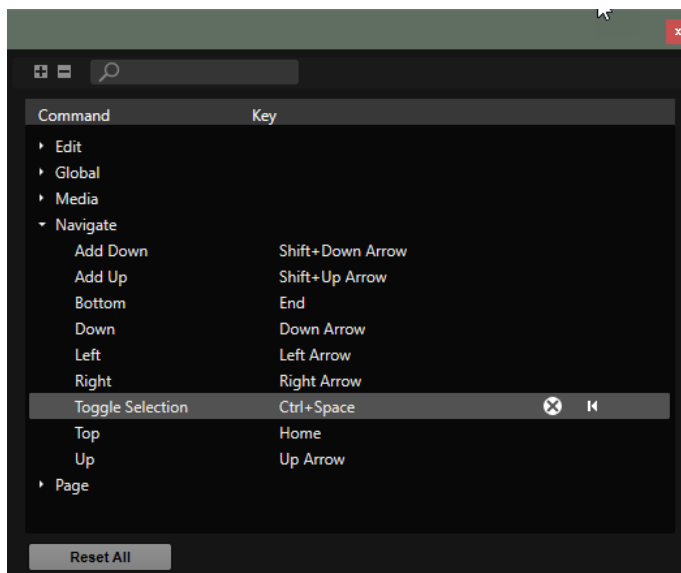 Command Key
Edit
Global
Media
Navigate
Add Down Shift+Down Arrow
Add Up Shift+Up Arrow
Bottom End
Down Down Arrow
Left Left Arrow
Right Right Arrow
Toggle Selection Ctrl+Space
Top Home
Up Up Arrow
Page
Reset All